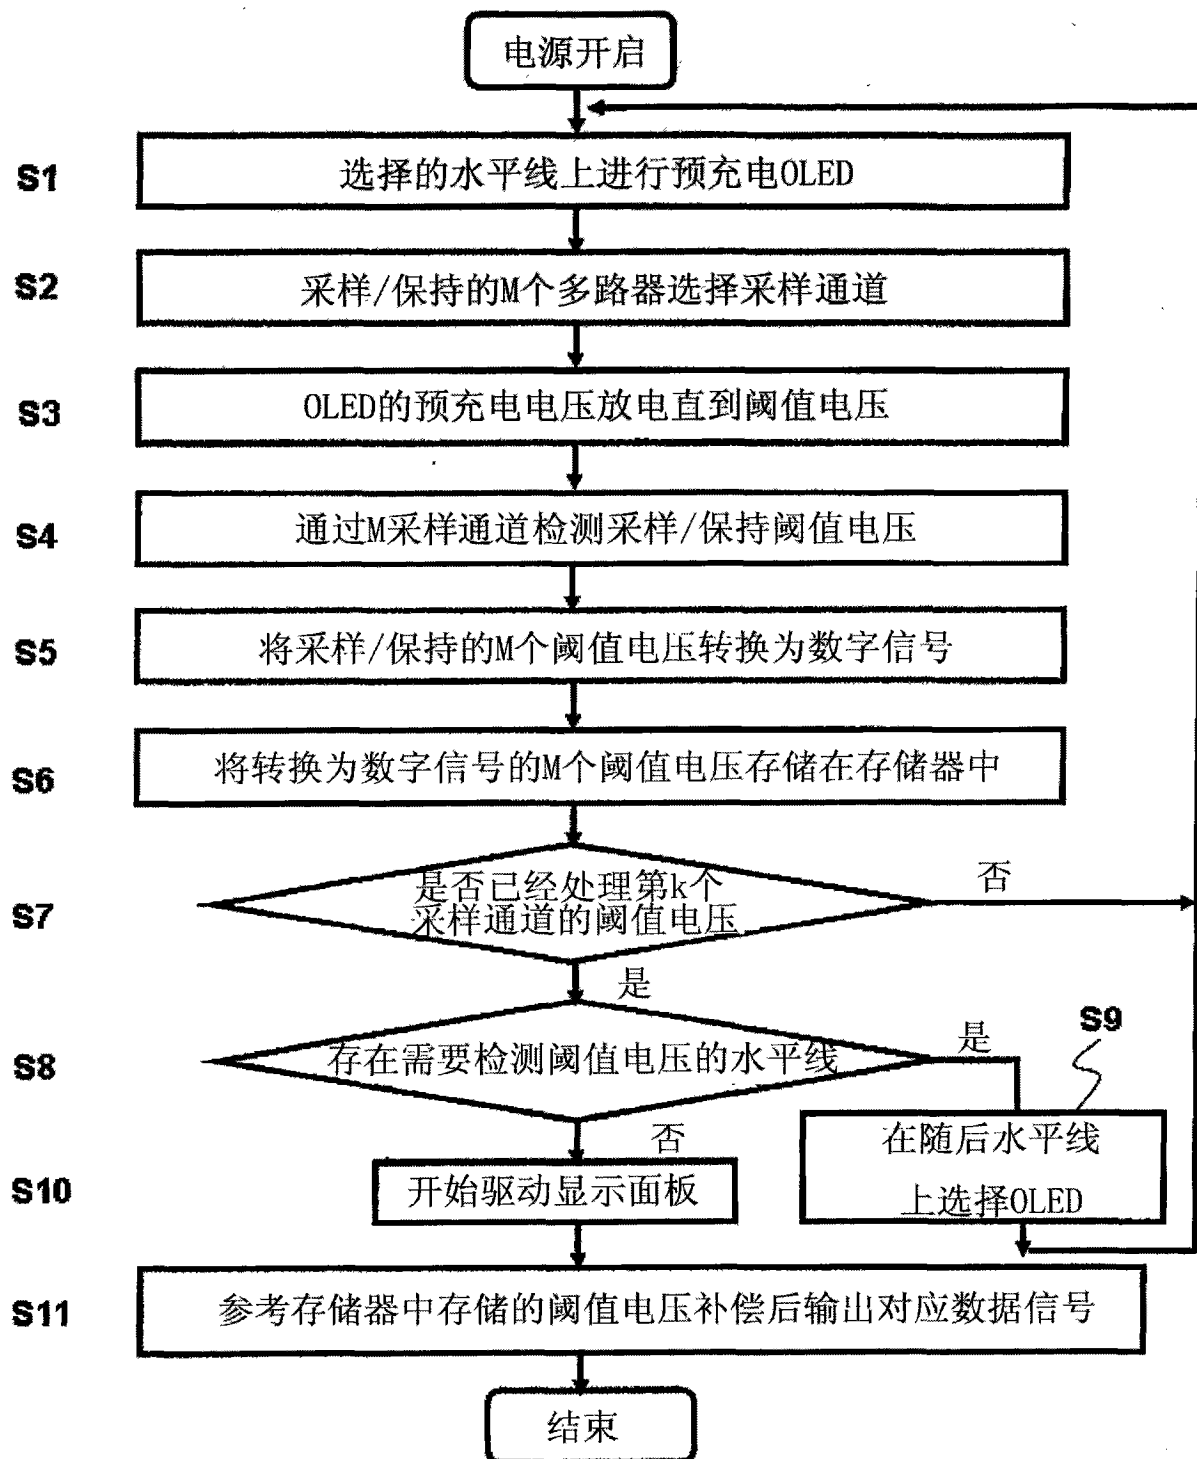 电源开启
S1
选择的水平线上进行预充电OLED
S2
采样/保持的M个多路器选择采样通道
S3
OLED的预充电电压放电直到阈值电压
S4
通过M采样通道检测采样/保持阈值电压
S5
将采样/保持的M个阈值电压转换为数字信号
S6
将转换为数字信号的M个阈值电压存储在存储器中
S7
是否已经处理第k个
采样通道的阈值电压
否
是
S8
存在需要检测阈值电压的水平线
是
S9
否
在随后水平线
上选择OLED
S10
开始驱动显示面板
S11
参考存储器中存储的阈值电压补偿后输出对应数据信号
结束